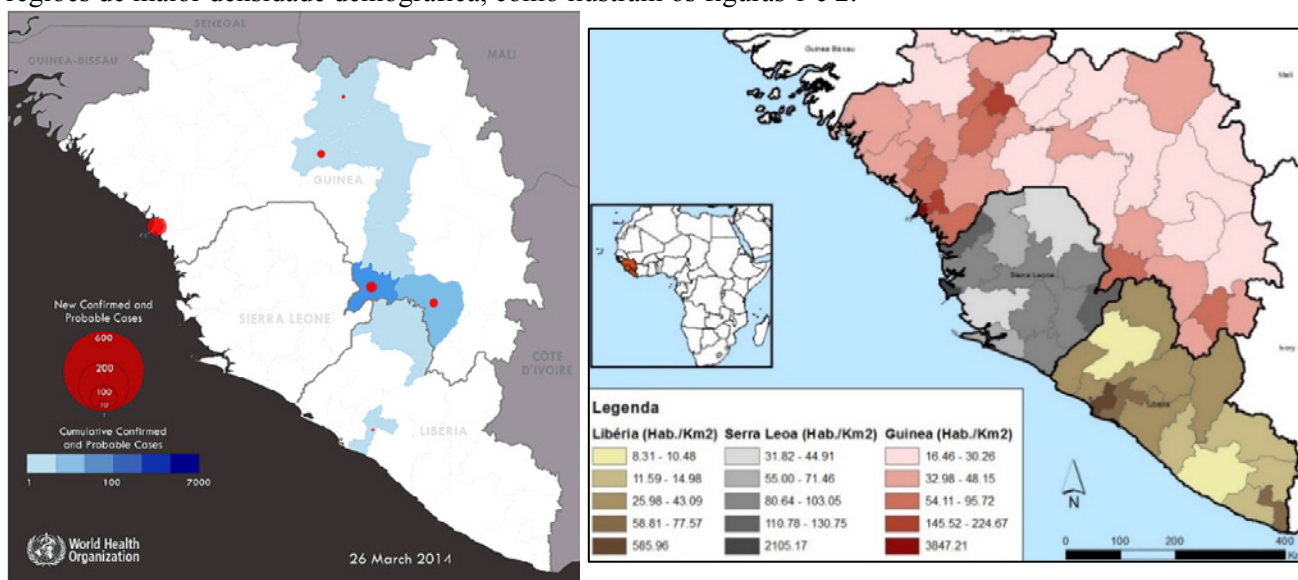 regiões de maior densidade demográfica, como ilustram os figuras 1 e 2.
SENEGAL
GUINEA-BISSAU
MALI
GUINEA
SIERRA LEONE
CÔTE
D'IVOIRE
LIBERIA
New Confirmed and
Probable Cases
600
200
100
10
1
Cumulative Confirmed
and Probable Cases
1 100 7000
World Health
Organization
26 March 2014
Guinea Bissau
Mali
Guinea
Sierra Leone
Ivory
Liberia
Legenda
Libéria (Hab./Km2) Serra Leoa (Hab./Km2) Guinea (Hab./Km2)
8.31 - 10.48 31.82 - 44.91 16.46 - 30.26
11.59 - 14.98 55.00 - 71.46 32.98 - 48.15
25.98 - 43.09 80.64 - 103.05 54.11 - 95.72
58.81 - 77.57 110.78 - 130.75 145.52 - 224.67
585.96 2105.17 3847.21
N
0 100 200 400